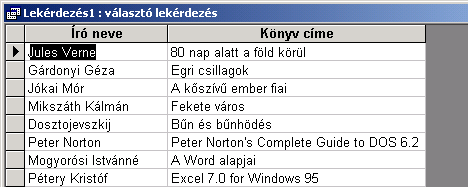 Lekérdezés1 : választó lekérdezés
Író neve Könyv címe
Jules Verne 80 nap alatt a föld körül
Gárdonyi Géza Egri csillagok
Jókai Mór A kőszívű ember fiai
Mikszáth Kálmán Fekete város
Dosztojevszkij Bűn és bűnhödés
Peter Norton Peter Norton's Complete Guide to DOS 6.2
Mogyorósi Istvánné A Word alapjai
Pétery Kristóf Excel 7.0 for Windows 95